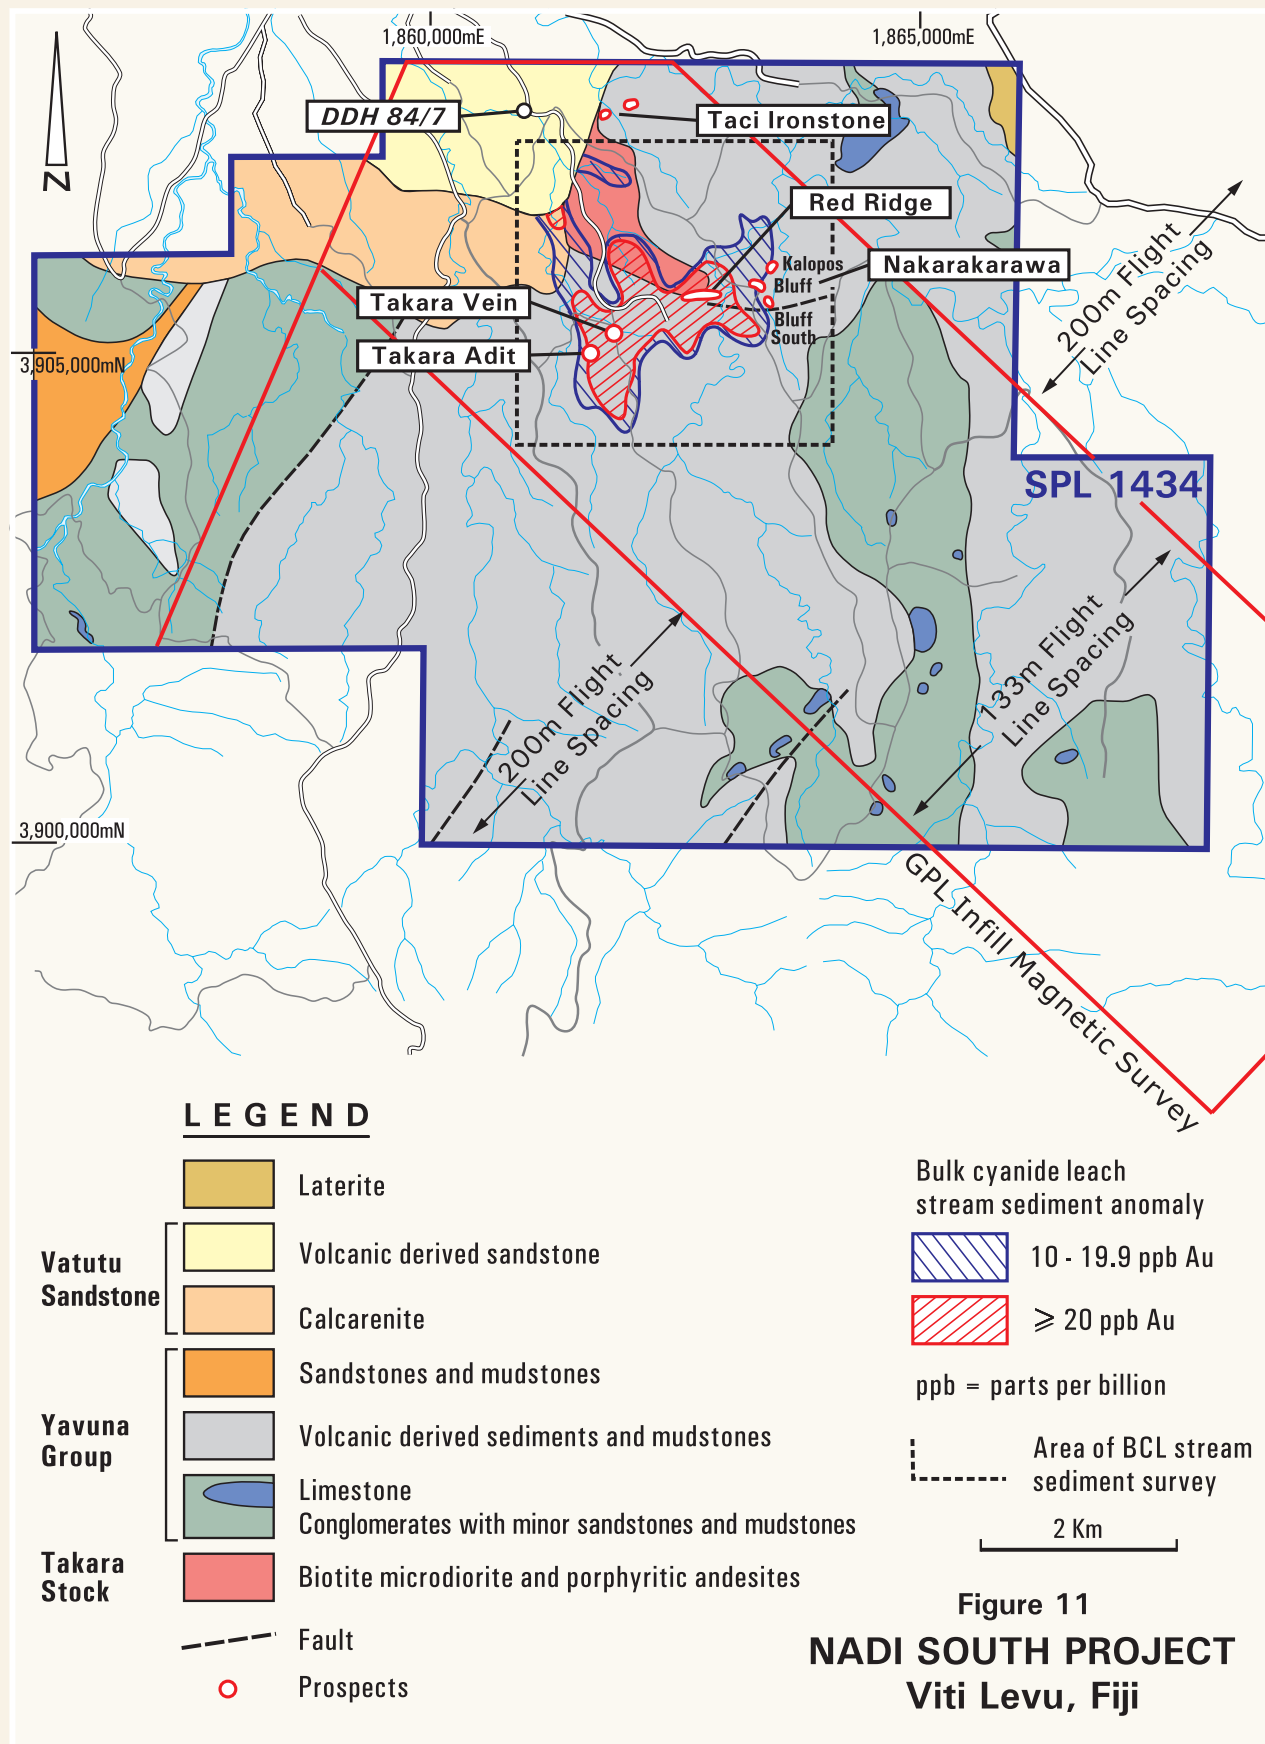 1,860,000mE
1,865,000mE
DDH 84/7
Taci Ironstone
Red Ridge
Nakarakarawa
Kalopos
Bluff
Bluff
South
Takara Vein
Takara Adit
3,905,000mN
N
200m Flight
Line Spacing
SPL 1434
133m Flight
Line Spacing
200m Flight
Line Spacing
3,900,000mN
GPL Infill Magnetic Survey
LEGEND
Laterite
Vatutu
Sandstone
Volcanic derived sandstone
Calcarenite
Yavuna
Group
Sandstones and mudstones
Volcanic derived sediments and mudstones
Limestone
Conglomerates with minor sandstones and mudstones
Takara
Stock
Biotite microdiorite and porphyritic andesites
Fault
Prospects
Bulk cyanide leach
stream sediment anomaly
10 - 19.9 ppb Au
⩾ 20 ppb Au
ppb = parts per billion
Area of BCL stream
sediment survey
2 Km
Figure 11
NADI SOUTH PROJECT
Viti Levu, Fiji